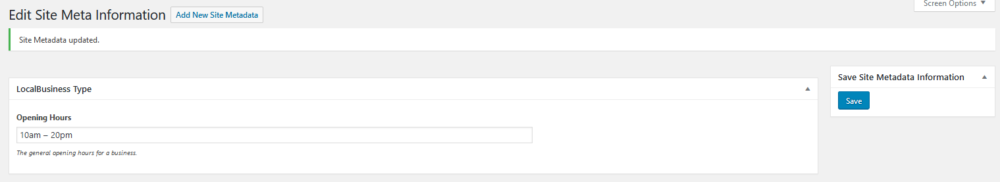 Screen Options
Edit Site Meta Information Add New Site Metadata
Site Metadata updated.
Save Site Metadata Information
Save
LocalBusiness Type
Opening Hours
10am – 20pm
The general opening hours for a business.